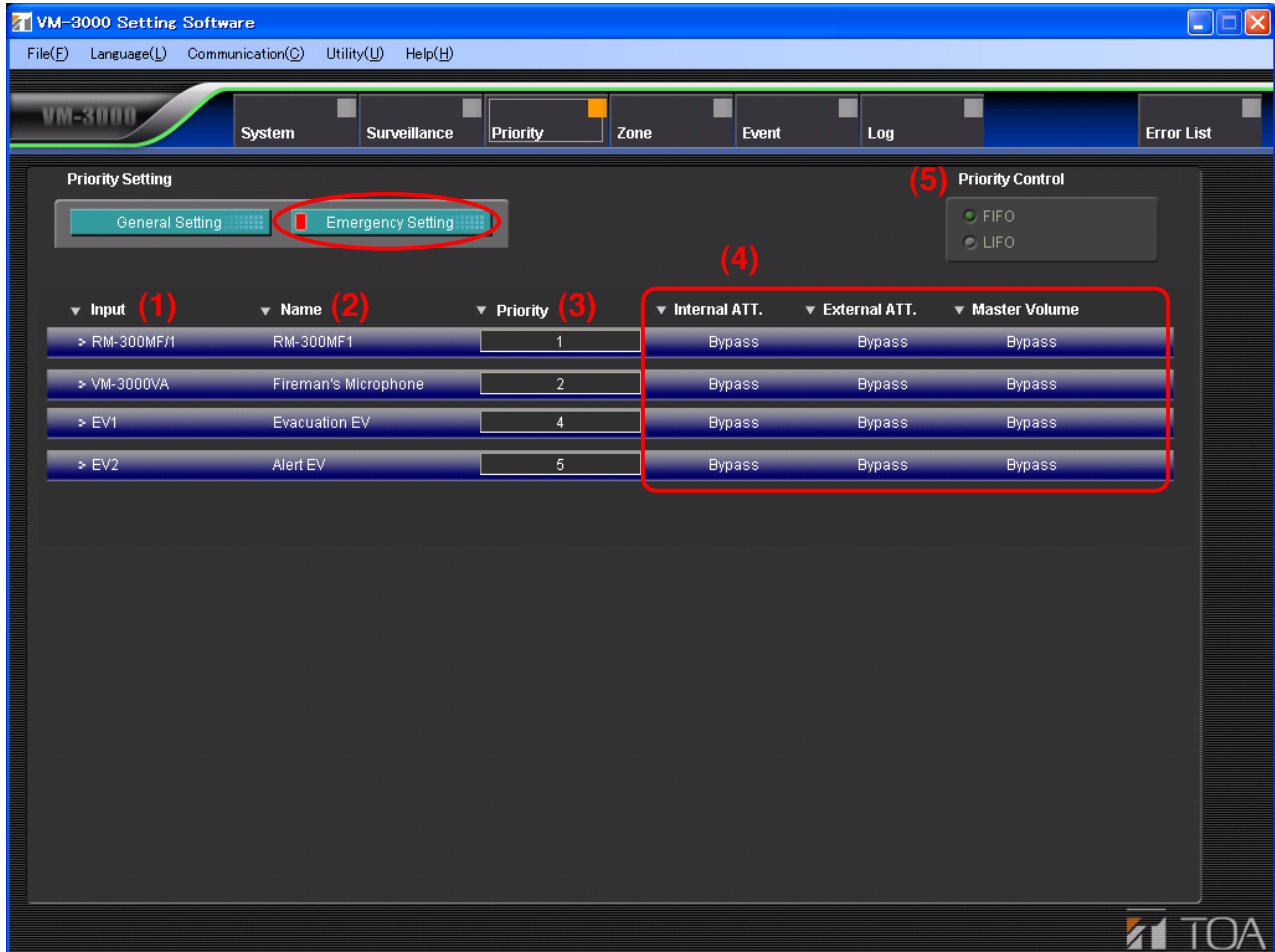 VM-3000 Setting Software
File(F) Language(L) Communication(C) Utility(U) Help(H)
VM-3000 System Surveillance Priority Zone Event Log Error List
Priority Setting (5) Priority Control
General Setting Emergency Setting FIFO
LIFO
(4)
Input (1) Name (2) Priority (3) Internal ATT. External ATT. Master Volume
RM-300MF/1 RM-300MF1 1 Bypass Bypass Bypass
VM-3000VA Fireman's Microphone 2 Bypass Bypass Bypass
EV1 Evacuation EV 4 Bypass Bypass Bypass
EV2 Alert EV 5 Bypass Bypass Bypass
TOA